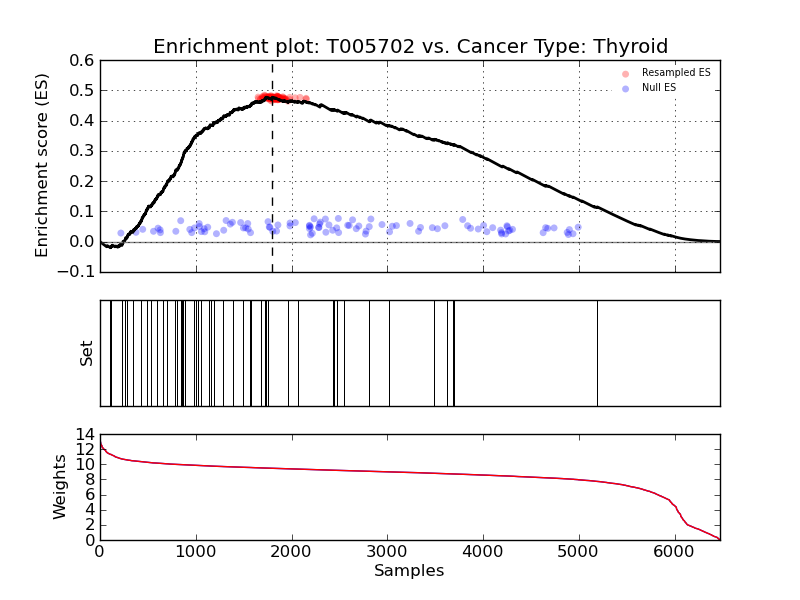 Enrichment plot: T005702 vs. Cancer Type: Thyroid
Enrichment score (ES)
0.6
0.5
0.4
0.3
0.2
0.1
0.0
−0.1
Resampled ES
Null ES
Set
Weights
14
12
10
8
6
4
2
0
0 1000 2000 3000 4000 5000 6000
Samples